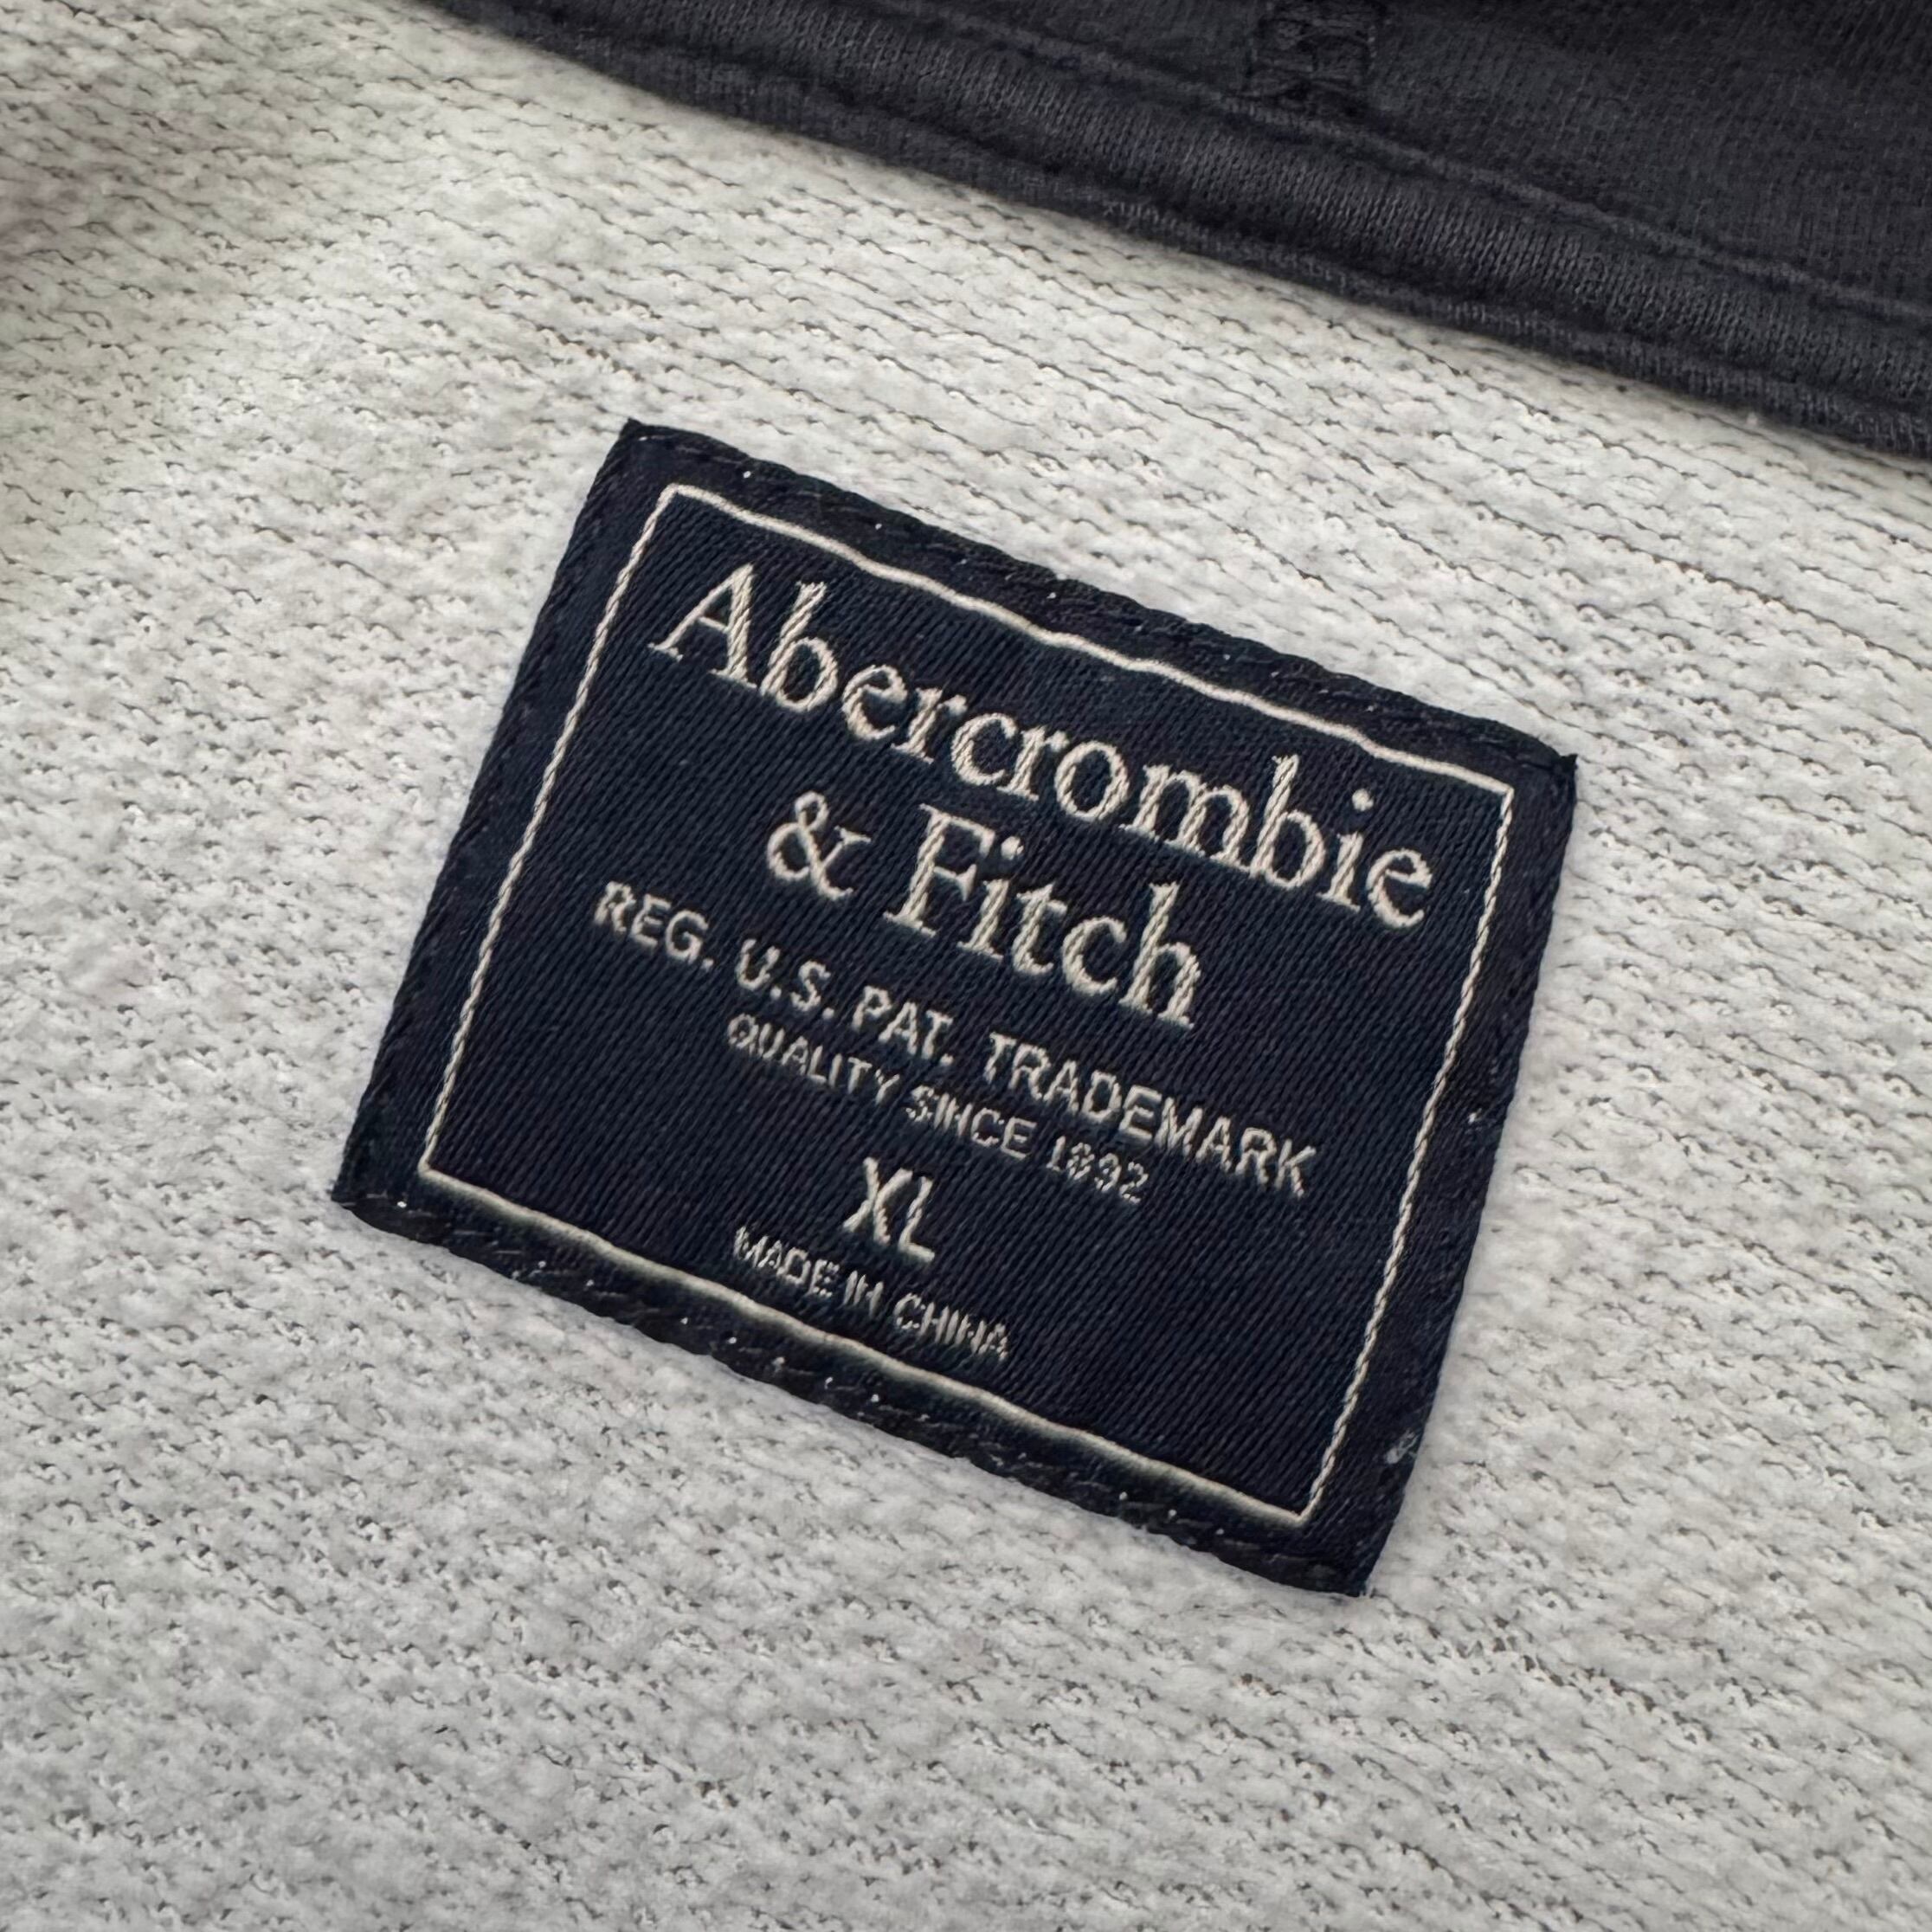 Abercrombie
& Fitch
REG. U.S. PAT. TRADEMARK
QUALITY SINCE 1892
XL
MADE IN CHINA